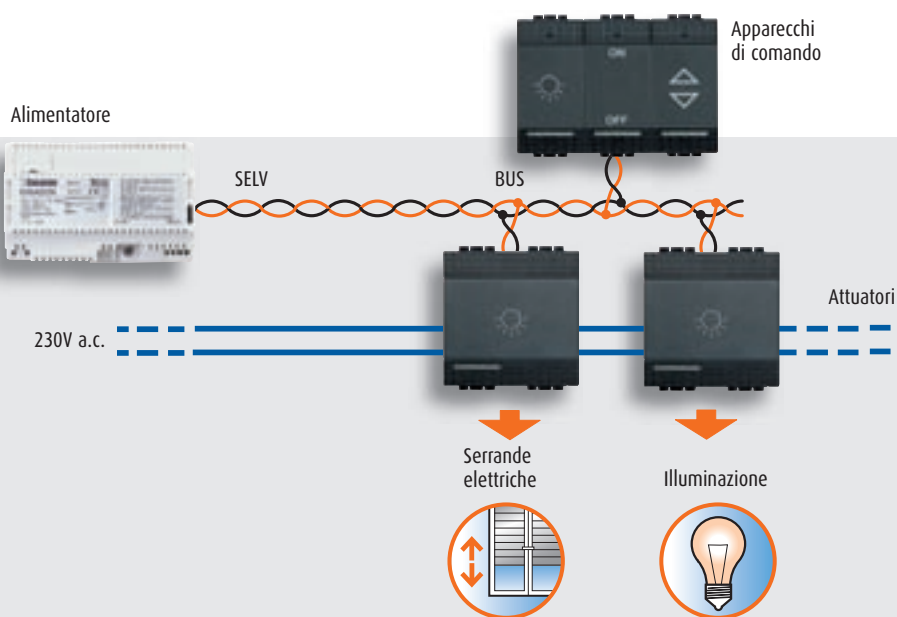 Apparecchi
di comando
ON
OFF
Alimentatore
SELV
BUS
Attuatori
230V a.c.
Serrande
elettriche
Illuminazione